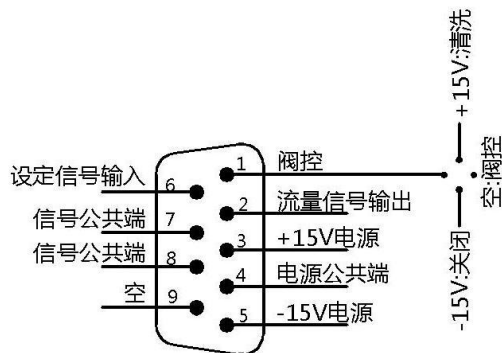 +15V:清洗
空:阀控
-15V:关闭
1 阀控
设定信号输入 6
2 流量信号输出
信号公共端 7
3 +15V电源
信号公共端 8
4 电源公共端
空 9
5 -15V电源